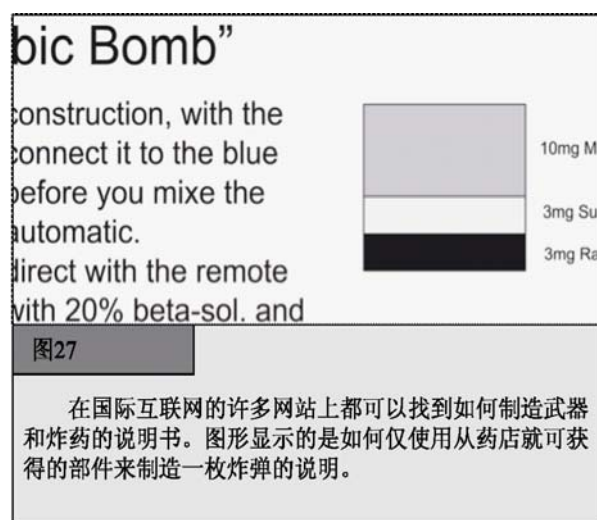 bic Bomb”
construction, with the
connect it to the blue
before you mixe the
automatic.
direct with the remote
with 20% beta-sol. and
10mg M
3mg Su
3mg Ra
图27
在国际互联网的许多网站上都可以找到如何制造武器
和炸药的说明书。图形显示的是如何仅使用从药店就可获
得的部件来制造一枚炸弹的说明。